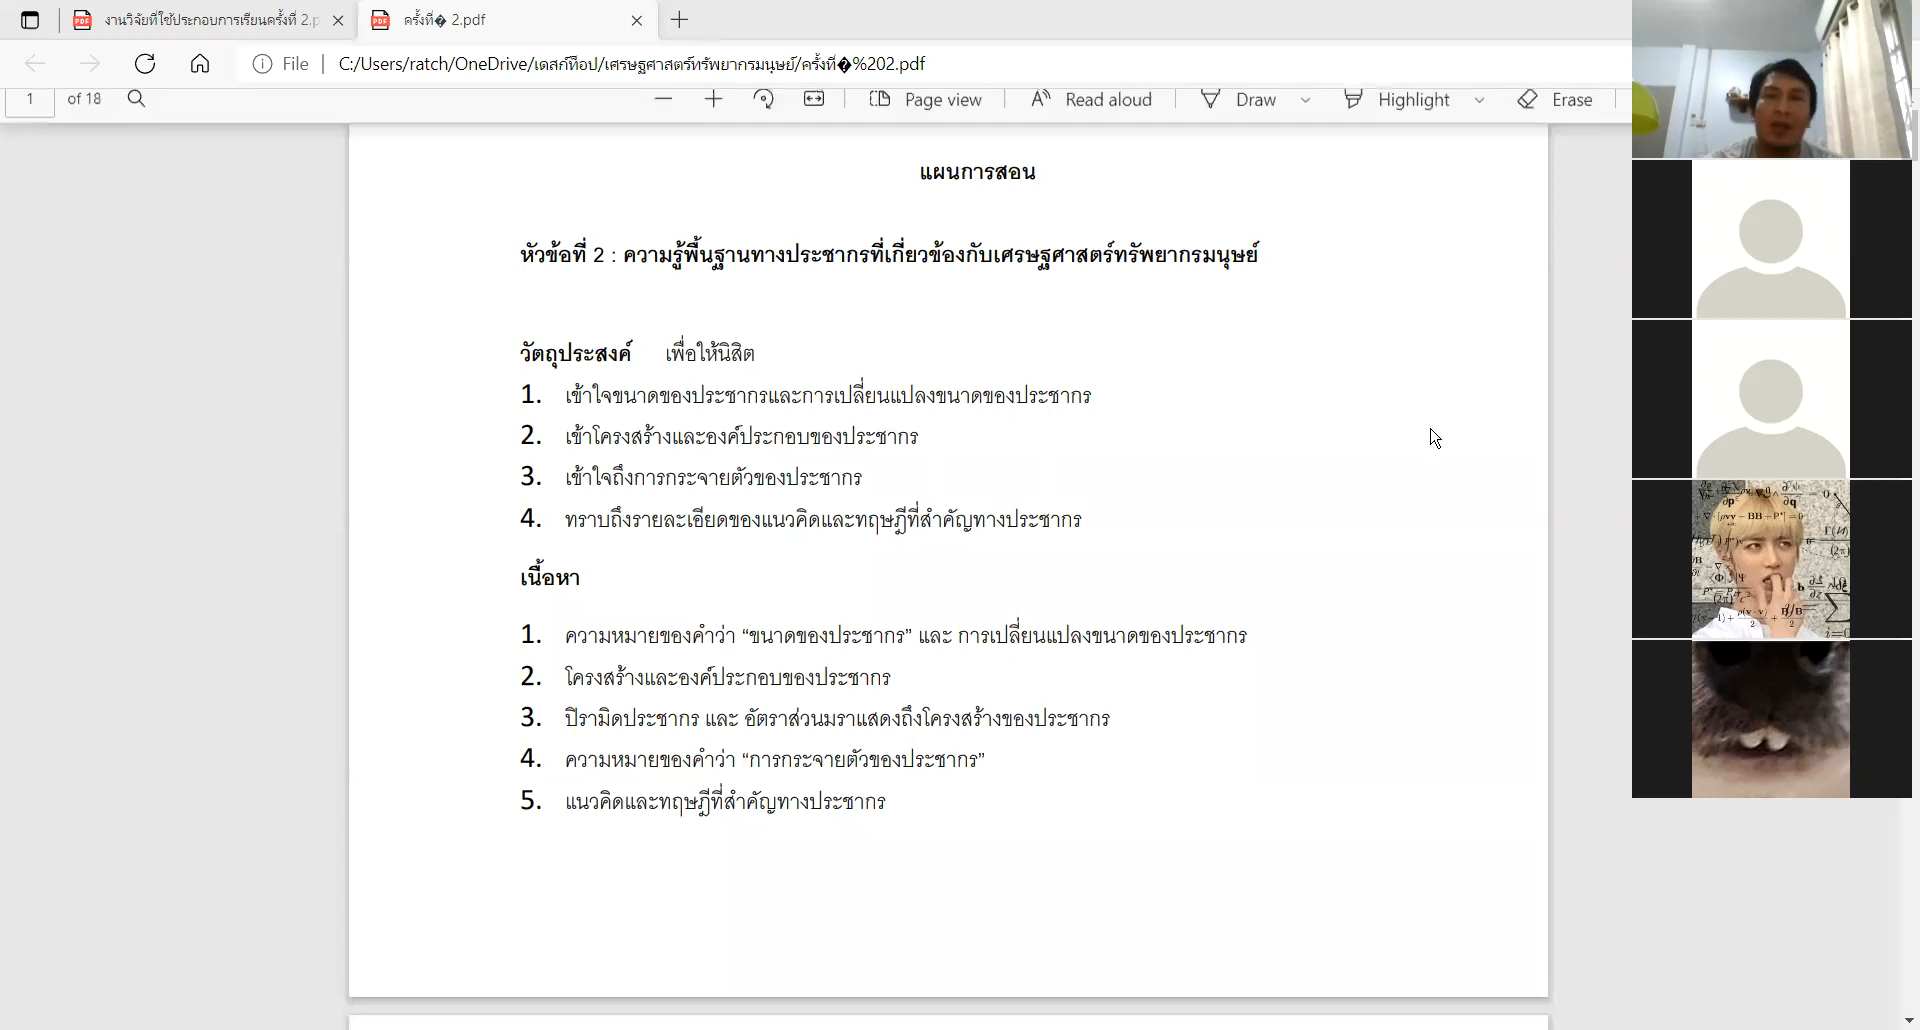 งานวิจัยที่ใช้ประกอบการเรียนครั้งที่ 2.p
ครั้งที่� 2.pdf
File
C:/Users/ratch/OneDrive/เดสก์ท็อป/เศรษฐศาสตร์ทรัพยากรมนุษย์/ครั้งที่�%202.pdf
1 of 18
Page view
Read aloud
Draw
Highlight
Erase
แผนการสอน
หัวข้อที่ 2 : ความรู้พื้นฐานทางประชากรที่เกี่ยวข้องกับเศรษฐศาสตร์ทรัพยากรมนุษย์
วัตถุประสงค์ เพื่อให้นิสิต
1. เข้าใจขนาดของประชากรและการเปลี่ยนแปลงขนาดของประชากร
2. เข้าโครงสร้างและองค์ประกอบของประชากร
3. เข้าใจถึงการกระจายตัวของประชากร
4. ทราบถึงรายละเอียดของแนวคิดและทฤษฎีที่สำคัญทางประชากร
เนื้อหา
1. ความหมายของคำว่า “ขนาดของประชากร” และ การเปลี่ยนแปลงขนาดของประชากร
2. โครงสร้างและองค์ประกอบของประชากร
3. ปิรามิดประชากร และ อัตราส่วนมราแสดงถึงโครงสร้างของประชากร
4. ความหมายของคำว่า “การกระจายตัวของประชากร”
5. แนวคิดและทฤษฎีที่สำคัญทางประชากร